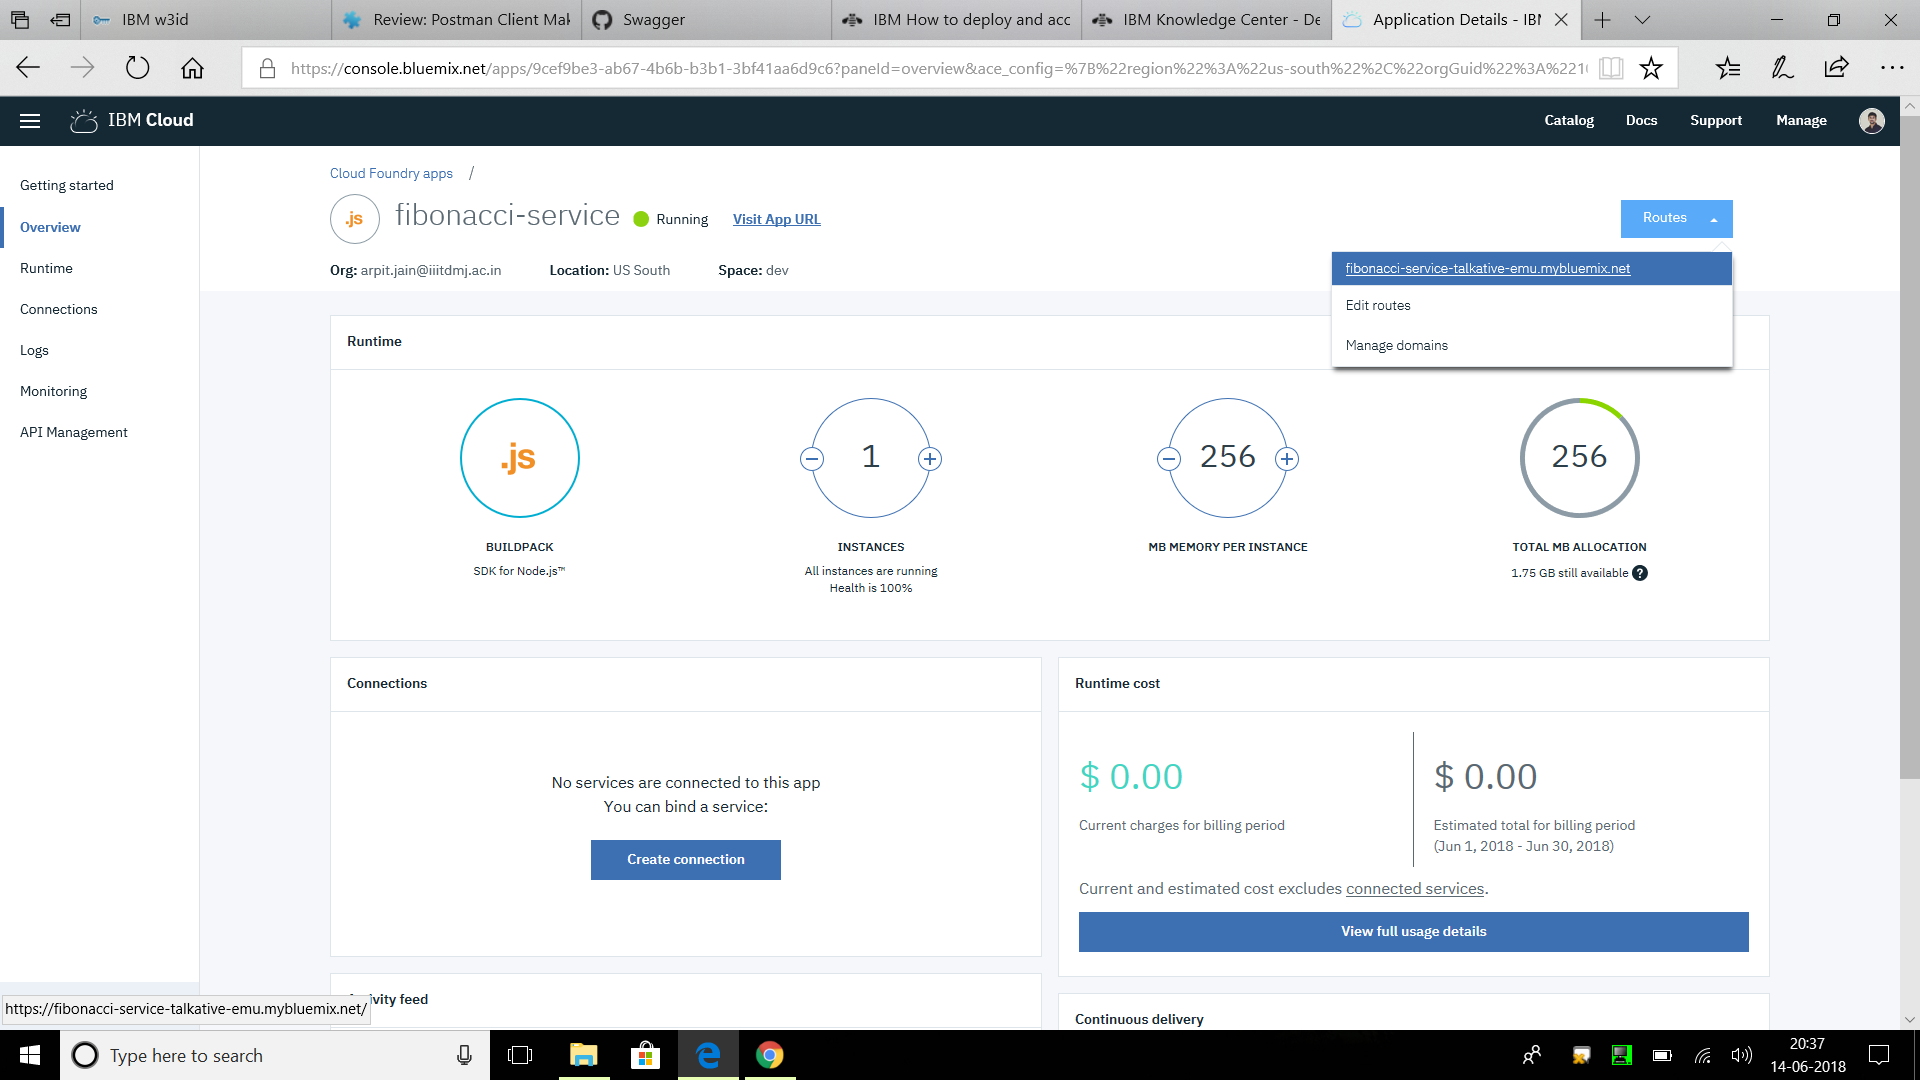 IBM w3id
Review: Postman Client Mak
Swagger
IBM How to deploy and acc
IBM Knowledge Center - De
Application Details - IBM
https://console.bluemix.net/apps/9cef9be3-ab67-4b6b-b3b1-3bf41aa6d9c6?paneId=overview&ace_config=%7B%22region%22%3A%22us-south%22%2C%22orgGuid%22%3A%221
IBM Cloud
Catalog
Docs
Support
Manage
Getting started
Overview
Runtime
Connections
Logs
Monitoring
API Management
Cloud Foundry apps /
.js
fibonacci-service
Running
Visit App URL
Org: arpit.jain@iiitdmj.ac.in
Location: US South
Space: dev
Routes
fibonacci-service-talkative-emu.mybluemix.net
Edit routes
Manage domains
Runtime
.js
BUILDPACK
SDK for Node.js™
1
INSTANCES
All instances are running
Health is 100%
256
MB MEMORY PER INSTANCE
256
TOTAL MB ALLOCATION
1.75 GB still available ?
Connections
No services are connected to this app
You can bind a service:
Create connection
Runtime cost
$ 0.00
Current charges for billing period
$ 0.00
Estimated total for billing period
(Jun 1, 2018 - Jun 30, 2018)
Current and estimated cost excludes connected services.
View full usage details
ivity feed
Continuous delivery
https://fibonacci-service-talkative-emu.mybluemix.net/
Type here to search
20:37
14-06-2018